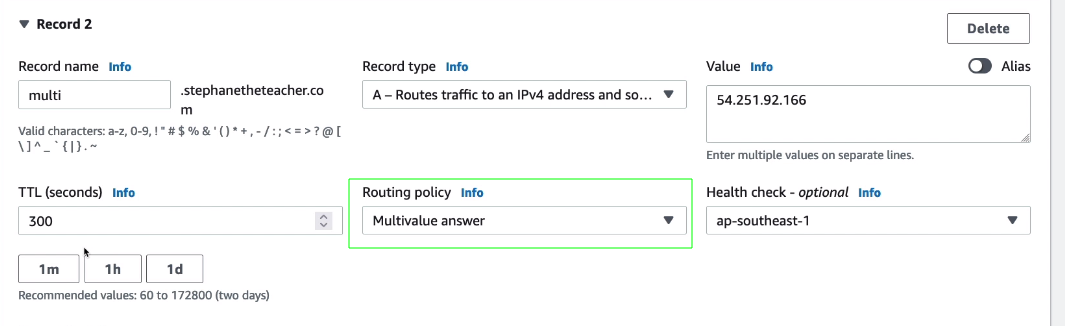 Record 2
Delete
Record name Info
Record type Info
Value Info
Alias
multi
.stephanetheteacher.co
m
A – Routes traffic to an IPv4 address and so...
54.251.92.166
Valid characters: a-z, 0-9, ! " # $ % & ' ( ) * + , - / : ; < = > ? @ [
\ ] ^ _ ` { | } . ~
Enter multiple values on separate lines.
TTL (seconds) Info
Routing policy Info
Health check - optional Info
300
Multivalue answer
ap-southeast-1
1m
1h
1d
Recommended values: 60 to 172800 (two days)